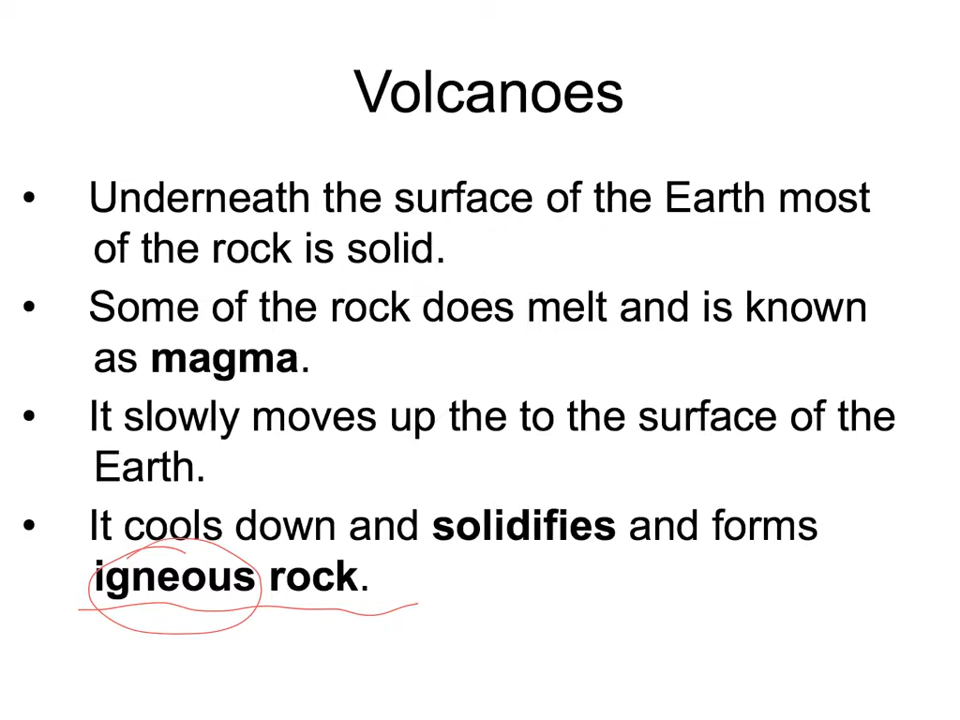 Volcanoes
• Underneath the surface of the Earth most
of the rock is solid.
• Some of the rock does melt and is known
as magma.
• It slowly moves up the to the surface of the
Earth.
• It cools down and solidifies and forms
igneous rock.